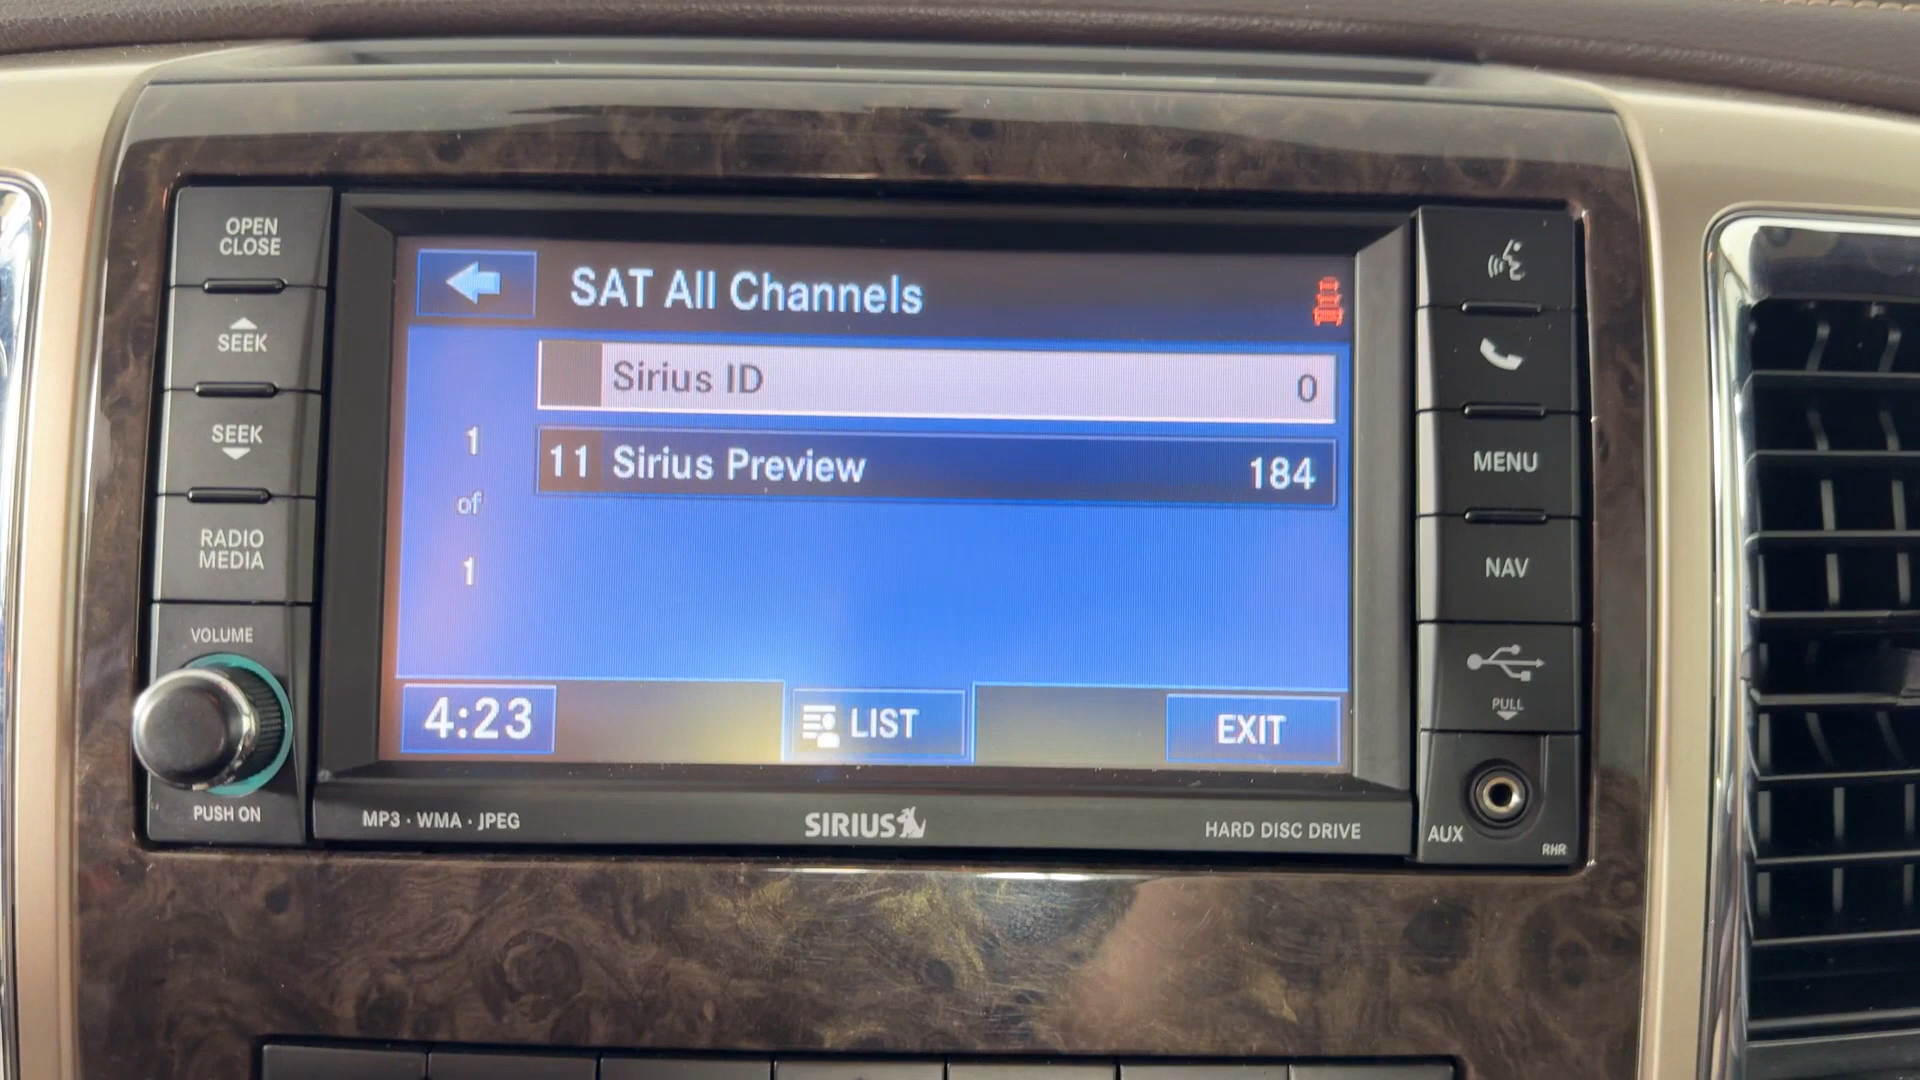 OPEN
CLOSE
SEEK
SEEK
RADIO
MEDIA
VOLUME
PUSH ON
SAT All Channels
Sirius ID 0
1
of
1
11 Sirius Preview 184
4:23
LIST
EXIT
MP3 · WMA · JPEG
SIRIUS
HARD DISC DRIVE
MENU
NAV
PULL
AUX
RHR